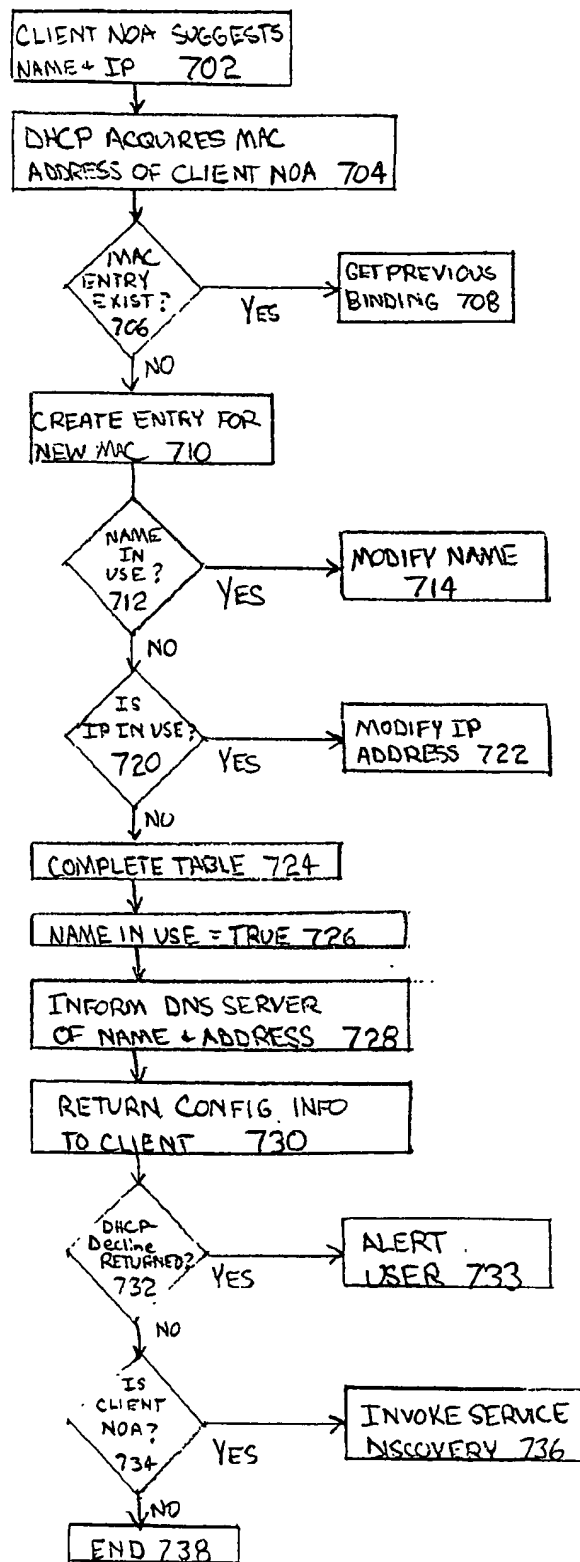 CLIENT NOA SUGGESTS
NAME + IP 702
DHCP ACQUIRES MAC
ADDRESS OF CLIENT NOA 704
MAC
ENTRY
EXIST?
706
YES
GET PREVIOUS
BINDING 708
NO
CREATE ENTRY FOR
NEW MAC 710
NAME
IN
USE?
712
YES
MODIFY NAME
714
NO
IS
IP IN USE?
720
YES
MODIFY IP
ADDRESS 722
NO
COMPLETE TABLE 724
NAME IN USE = TRUE 726
INFORM DNS SERVER
OF NAME + ADDRESS 728
RETURN CONFIG. INFO
TO CLIENT 730
DHCP-
Decline
RETURNED?
732
YES
ALERT
USER 733
NO
IS
CLIENT
NOA?
734
YES
INVOKE SERVICE
DISCOVERY 736
NO
END 738